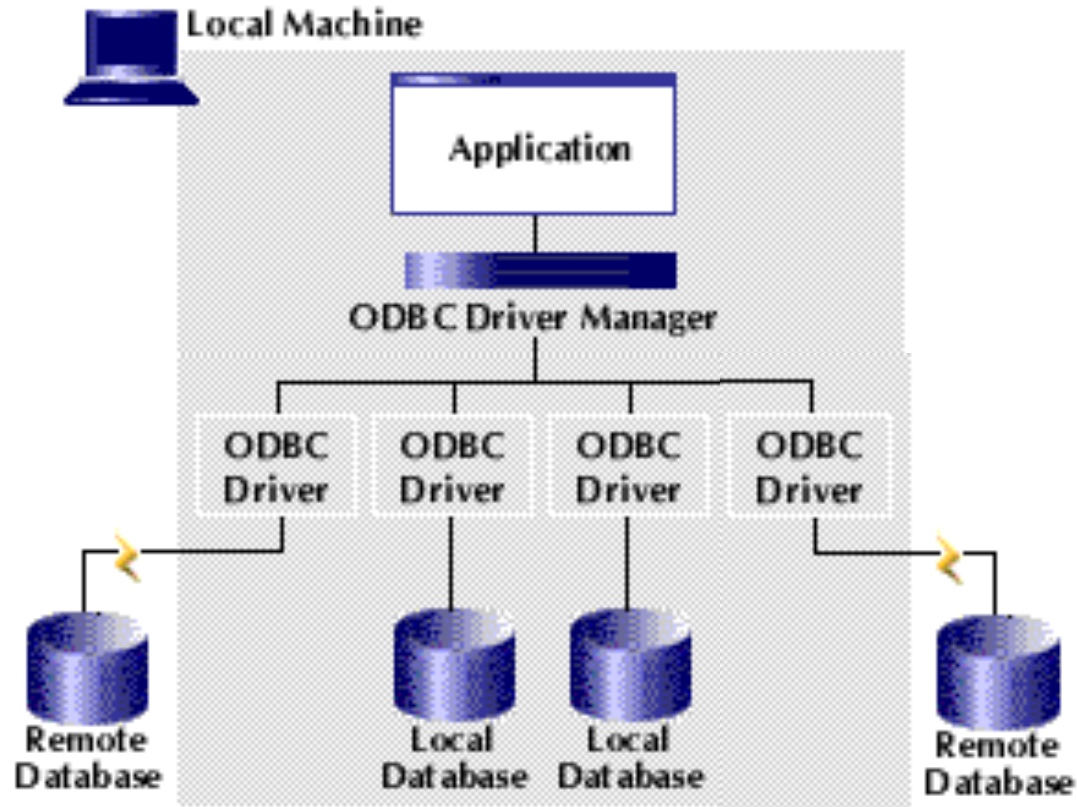 Local Machine
Application
ODBC Driver Manager
ODBC
Driver
ODBC
Driver
ODBC
Driver
ODBC
Driver
Remote
Database
Local
Database
Local
Database
Remote
Database